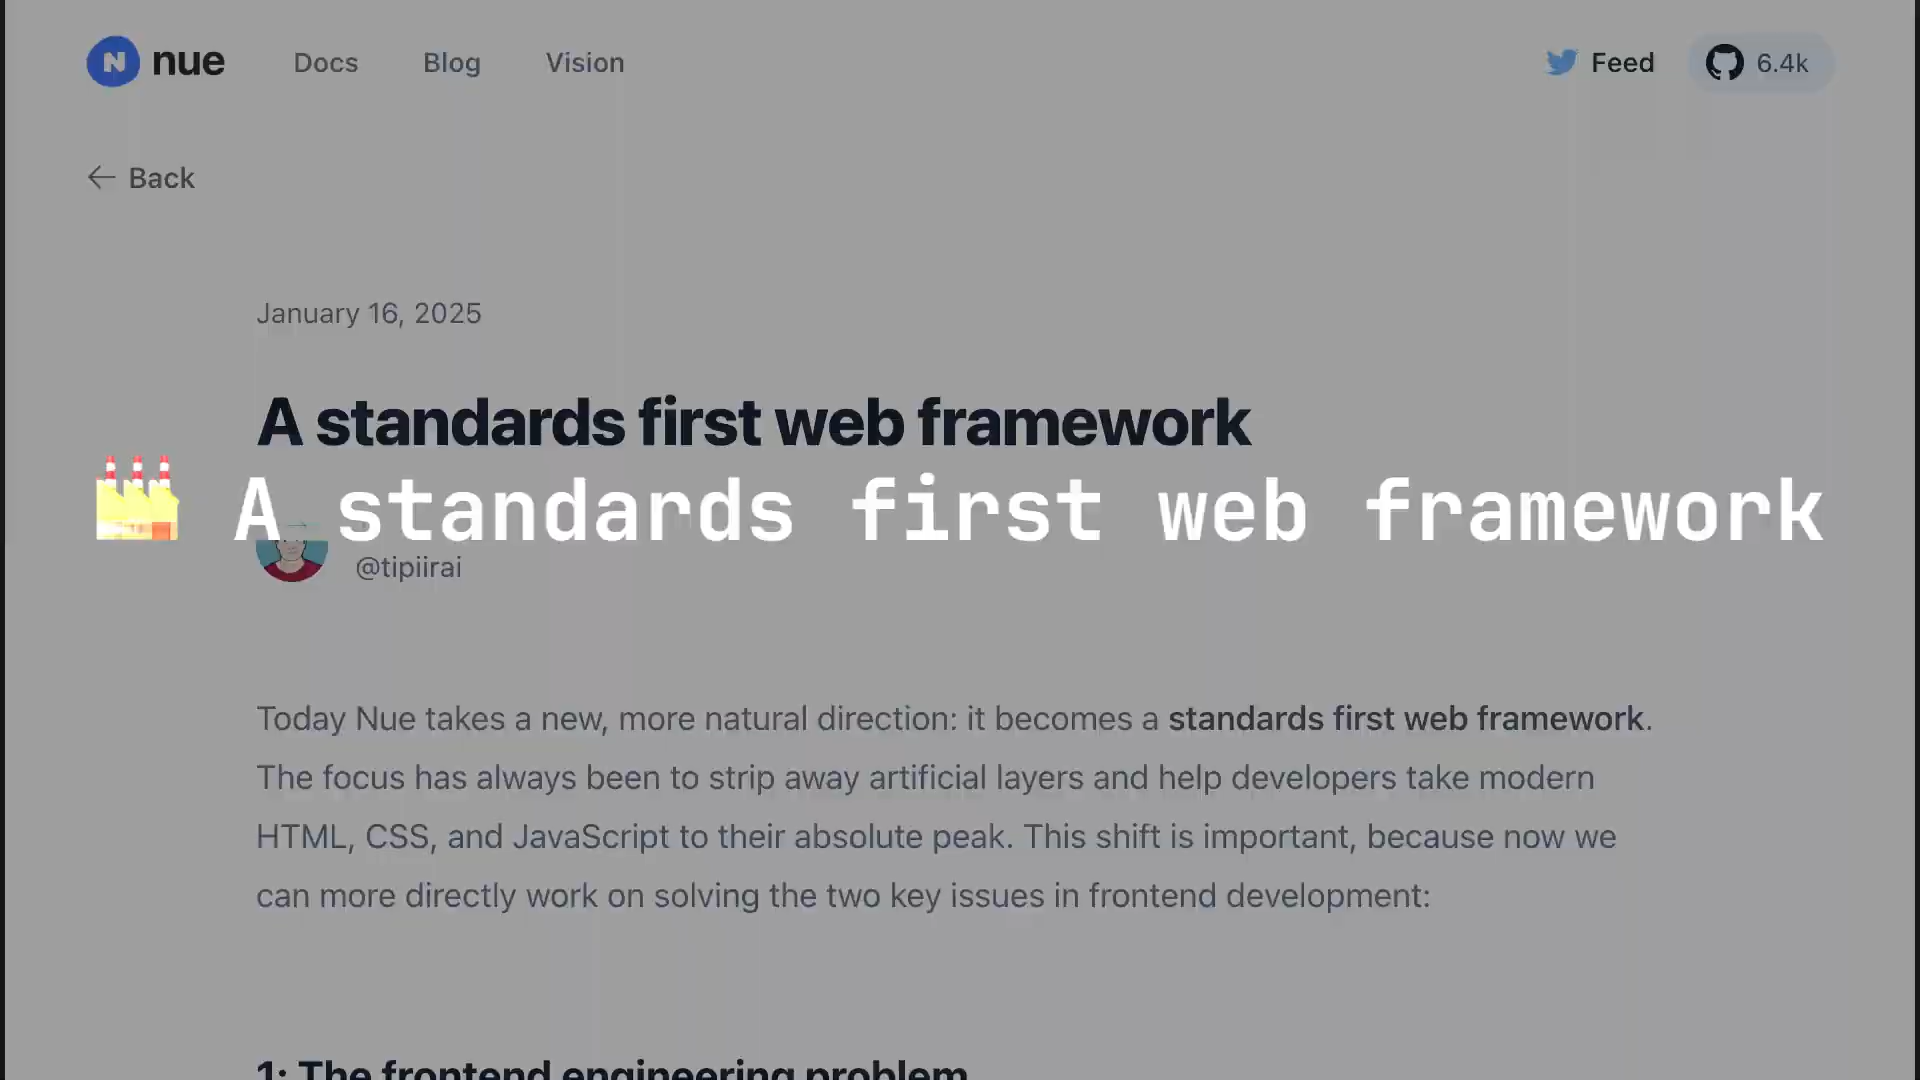 nue Docs Blog Vision Feed 6.4k
Back
January 16, 2025
A standards first web framework
A standards first web framework
@tipiirai
Today Nue takes a new, more natural direction: it becomes a standards first web framework.
The focus has always been to strip away artificial layers and help developers take modern
HTML, CSS, and JavaScript to their absolute peak. This shift is important, because now we
can more directly work on solving the two key issues in frontend development:
1: The frontend engineering problem